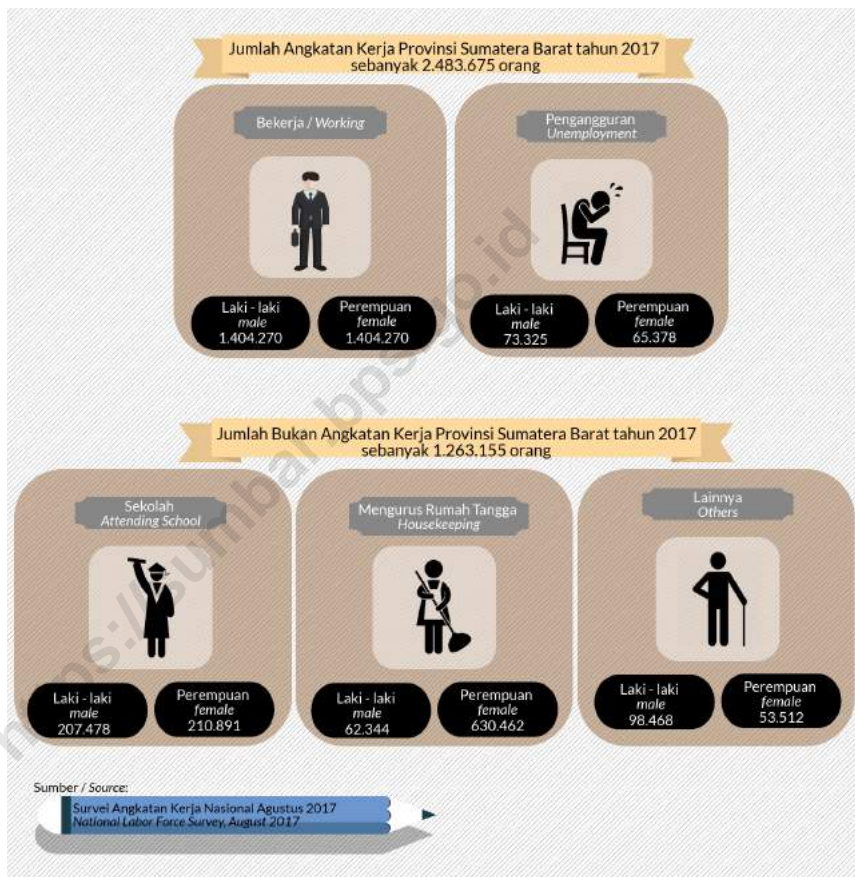 Jumlah Angkatan Kerja Provinsi Sumatera Barat tahun 2017
sebanyak 2.483.675 orang
Bekerja / Working
Pengangguran
Unemployment
Laki - laki
male
1.404.270
Perempuan
female
1.404.270
Laki - laki
male
73.325
Perempuan
female
65.378
Jumlah Bukan Angkatan Kerja Provinsi Sumatera Barat tahun 2017
sebanyak 1.263.155 orang
Sekolah
Attending School
Mengurus Rumah Tangga
Housekeeping
Lainnya
Others
Laki - laki
male
207.478
Perempuan
female
210.891
Laki - laki
male
62.344
Perempuan
female
630.462
Laki - laki
male
98.468
Perempuan
female
53.512
Sumber / Source:
Survei Angkatan Kerja Nasional Agustus 2017
National Labor Force Survey, August 2017
https://sumbar.bps.go.id